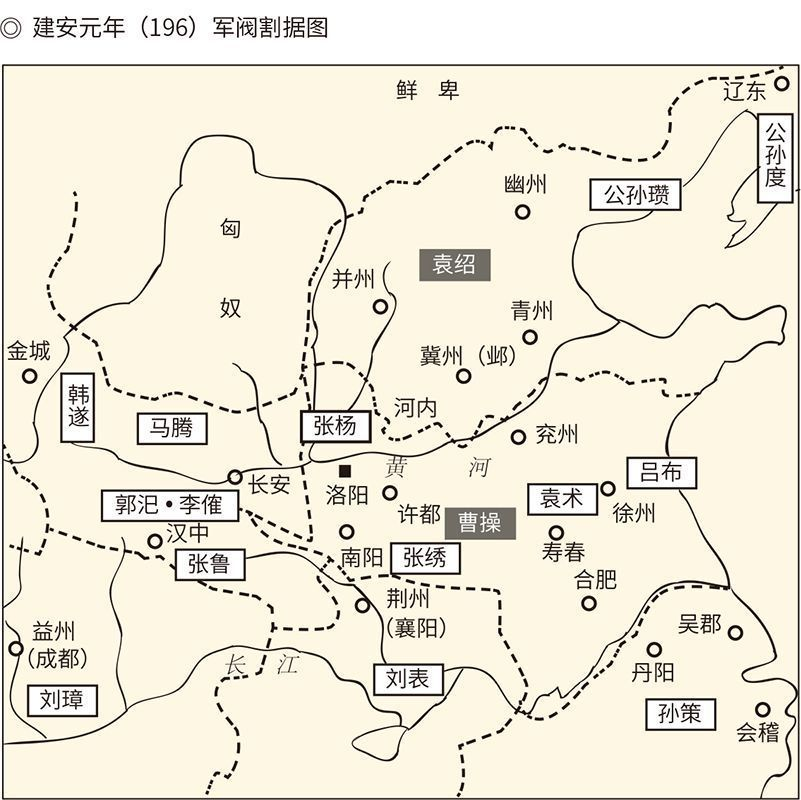 ◎ 建安元年（196）军阀割据图
鲜 卑
辽东
公孙度
幽州
公孙瓒
匈
奴
袁绍
并州
青州
金城
冀州（邺）
韩遂
马腾
张杨
河内
兖州
黄 河
吕布
长安
洛阳
郭汜·李傕
许都
曹操
袁术
徐州
汉中
南阳
张绣
寿春
张鲁
合肥
荆州
（襄阳）
益州
（成都）
吴郡
长 江
丹阳
刘璋
刘表
孙策
会稽